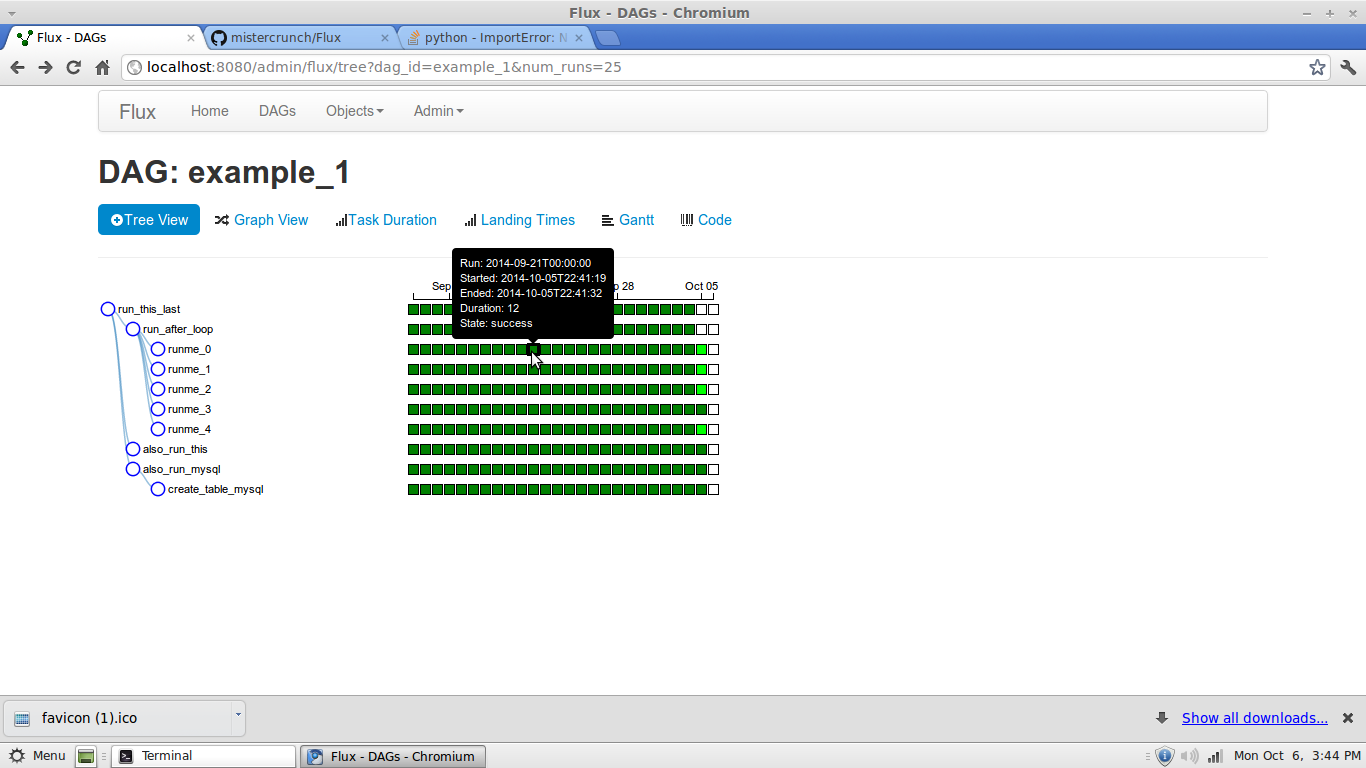 Flux - DAGs - Chromium
Flux - DAGs
mistercrunch/Flux
python - ImportError: N
localhost:8080/admin/flux/tree?dag_id=example_1&num_runs=25
Flux Home DAGs Objects Admin
DAG: example_1
Tree View Graph View Task Duration Landing Times Gantt Code
Run: 2014-09-21T00:00:00
Started: 2014-10-05T22:41:19
Ended: 2014-10-05T22:41:32
Duration: 12
State: success
Sep
p 28
Oct 05
run_this_last
run_after_loop
runme_0
runme_1
runme_2
runme_3
runme_4
also_run_this
also_run_mysql
create_table_mysql
favicon (1).ico
Show all downloads...
Menu
Terminal
Flux - DAGs - Chromium
Mon Oct 6, 3:44 PM